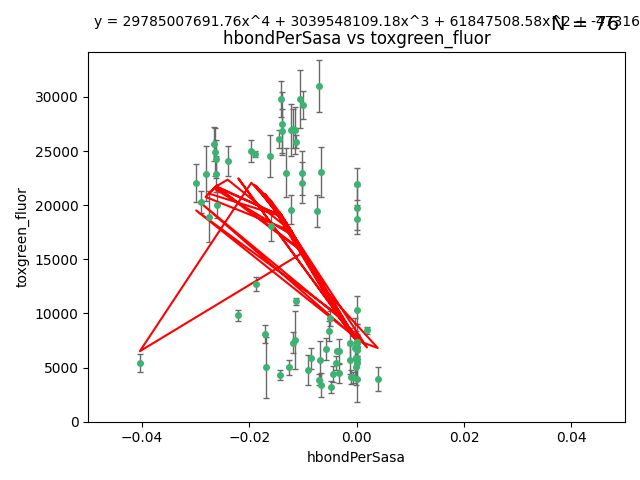 y = 29785007691.76x^4 + 3039548109.18x^3 + 61847508.58x^2 +
N = 76
hbondPerSasa vs toxgreen_fluor
30000
25000
20000
15000
10000
5000
0
toxgreen_fluor
−0.04
−0.02
0.00
0.02
0.04
hbondPerSasa